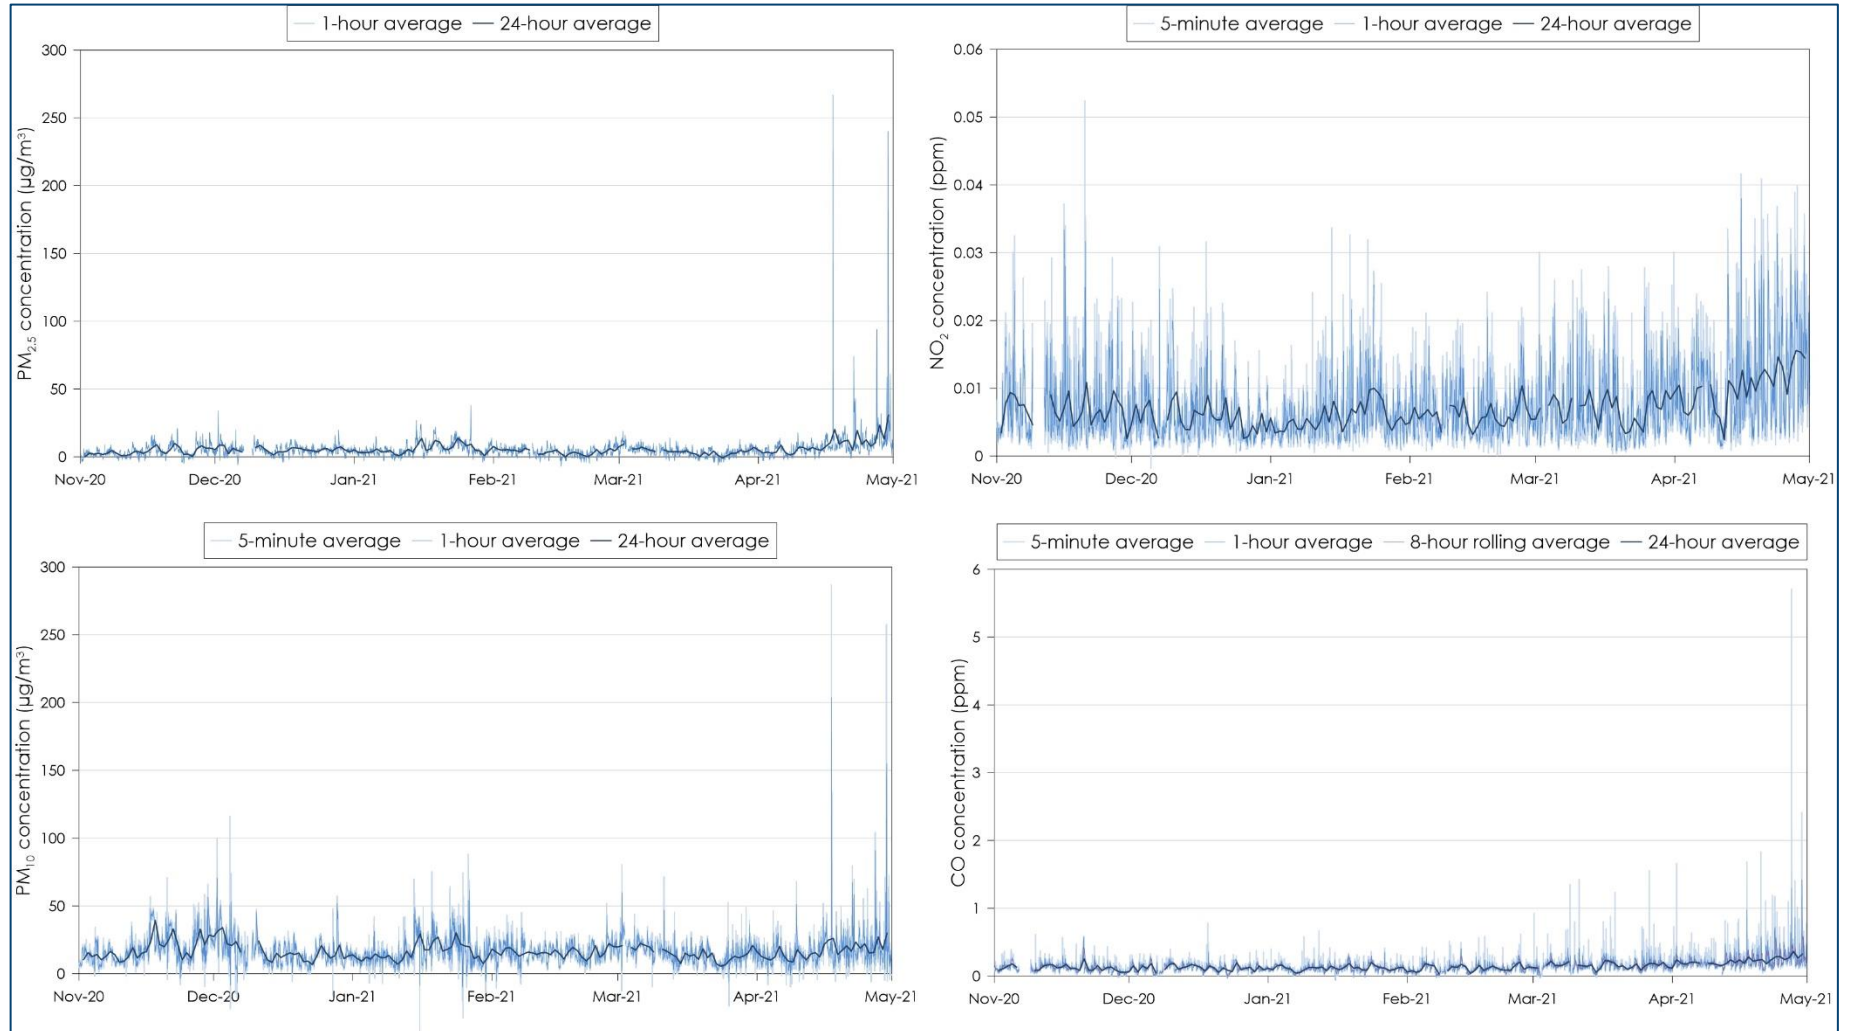 1-hour average 24-hour average
300
250
200
150
100
50
0
PM2.5 concentration (µg/m³)
Nov-20 Dec-20 Jan-21 Feb-21 Mar-21 Apr-21 May-21
5-minute average 1-hour average 24-hour average
0.06
0.05
0.04
0.03
0.02
0.01
0
NO2 concentration (ppm)
Nov-20 Dec-20 Jan-21 Feb-21 Mar-21 Apr-21 May-21
5-minute average 1-hour average 24-hour average
300
250
200
150
100
50
0
PM10 concentration (µg/m³)
Nov-20 Dec-20 Jan-21 Feb-21 Mar-21 Apr-21 May-21
5-minute average 1-hour average 8-hour rolling average 24-hour average
6
5
4
3
2
1
0
CO concentration (ppm)
Nov-20 Dec-20 Jan-21 Feb-21 Mar-21 Apr-21 May-21